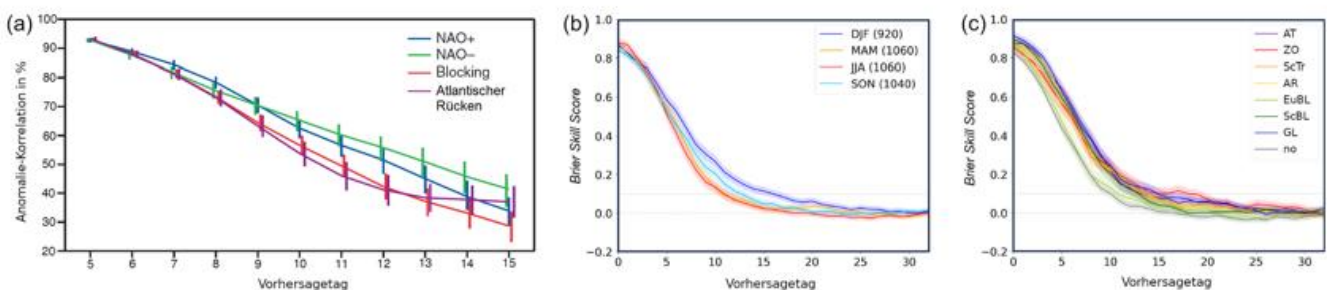 (a)
Anomalie-Korrelation in %
100
90
80
70
60
50
40
30
20
5 6 7 8 9 10 11 12 13 14 15
Vorhersagetag
NAO+
NAO−
Blocking
Atlantischer
Rücken
(b)
Brier Skill Score
1.0
0.8
0.6
0.4
0.2
0.0
−0.2
0 5 10 15 20 25 30
Vorhersagetag
DJF (920)
MAM (1060)
JJA (1060)
SON (1040)
(c)
Brier Skill Score
1.0
0.8
0.6
0.4
0.2
0.0
−0.2
0 5 10 15 20 25 30
Vorhersagetag
AT
ZO
ScTr
AR
EuBL
ScBL
GL
no